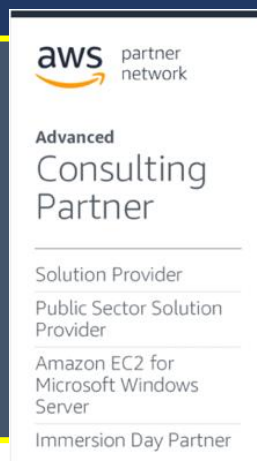 aws partner
network
Advanced
Consulting
Partner
Solution Provider
Public Sector Solution
Provider
Amazon EC2 for
Microsoft Windows
Server
Immersion Day Partner